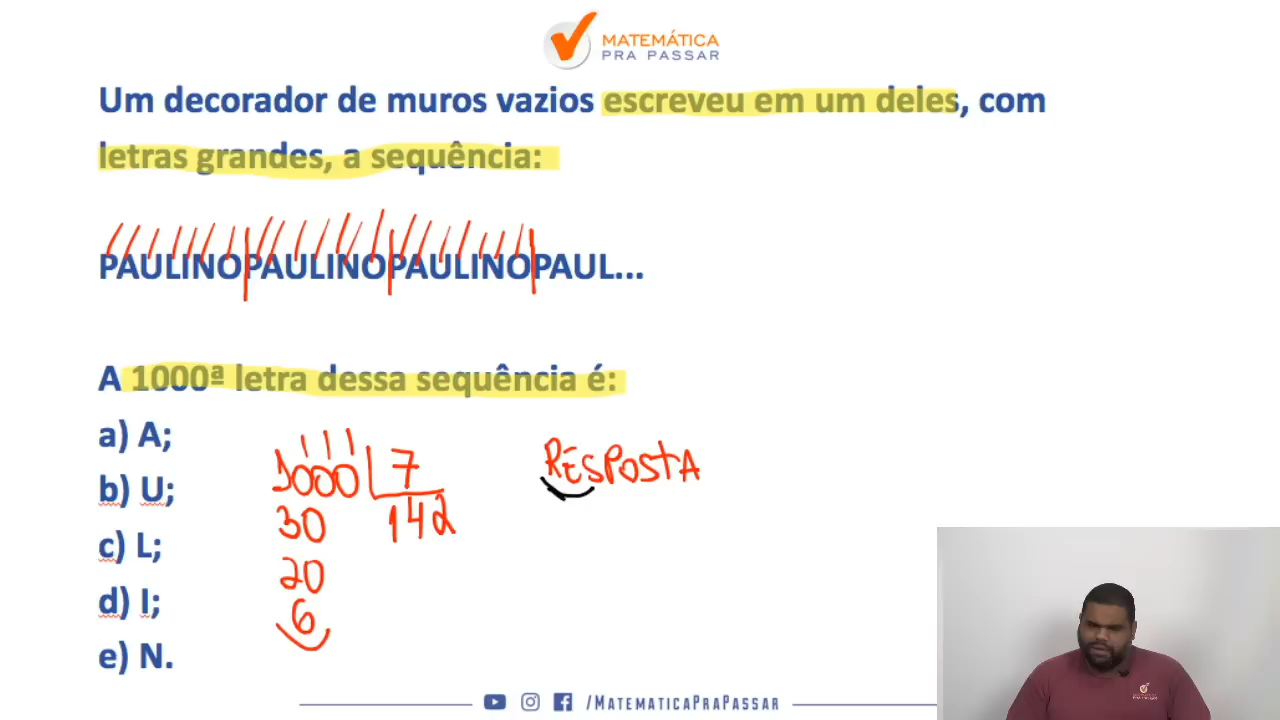 MATEMÁTICA
PRA PASSAR
Um decorador de muros vazios escreveu em um deles, com
letras grandes, a sequência:
PAULINOPAULINOPAULINOPAUL...
A 1000ª letra dessa sequência é:
a) A;
b) U;
c) L;
d) I;
e) N.
1000 7
30 142
20
6
RESPOSTA
/MATEMATICAPRAPASSAR